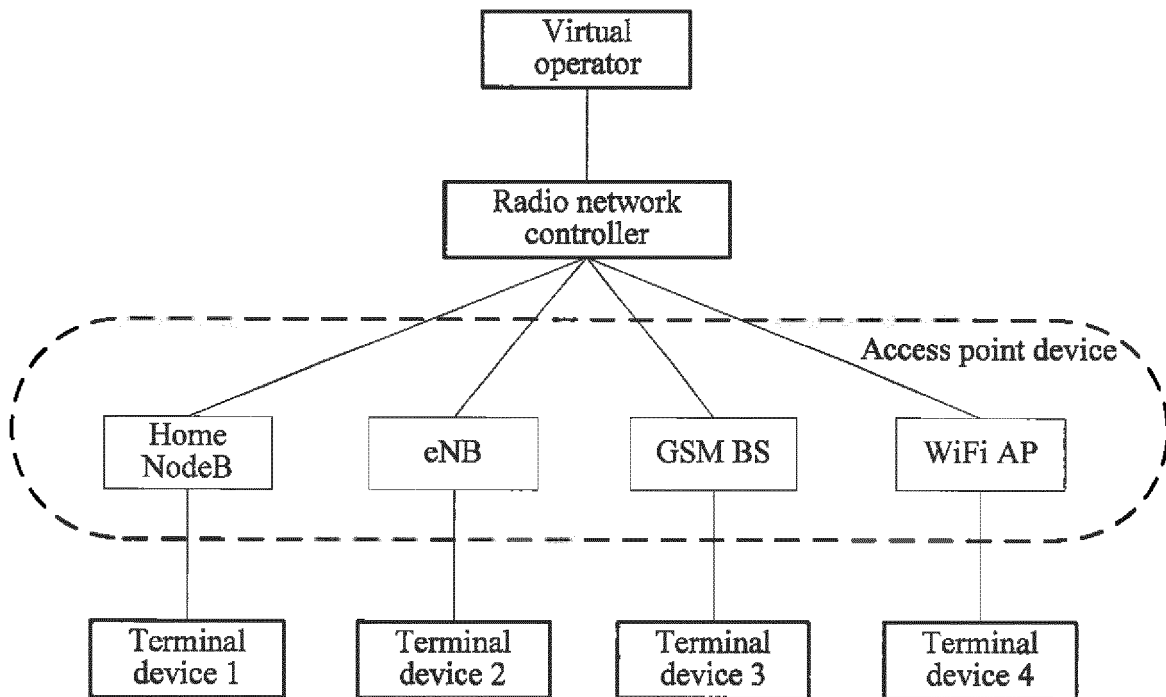 Virtual
operator
Radio network
controller
Access point device
Home
NodeB
eNB
GSM BS
WiFi AP
Terminal
device 1
Terminal
device 2
Terminal
device 3
Terminal
device 4